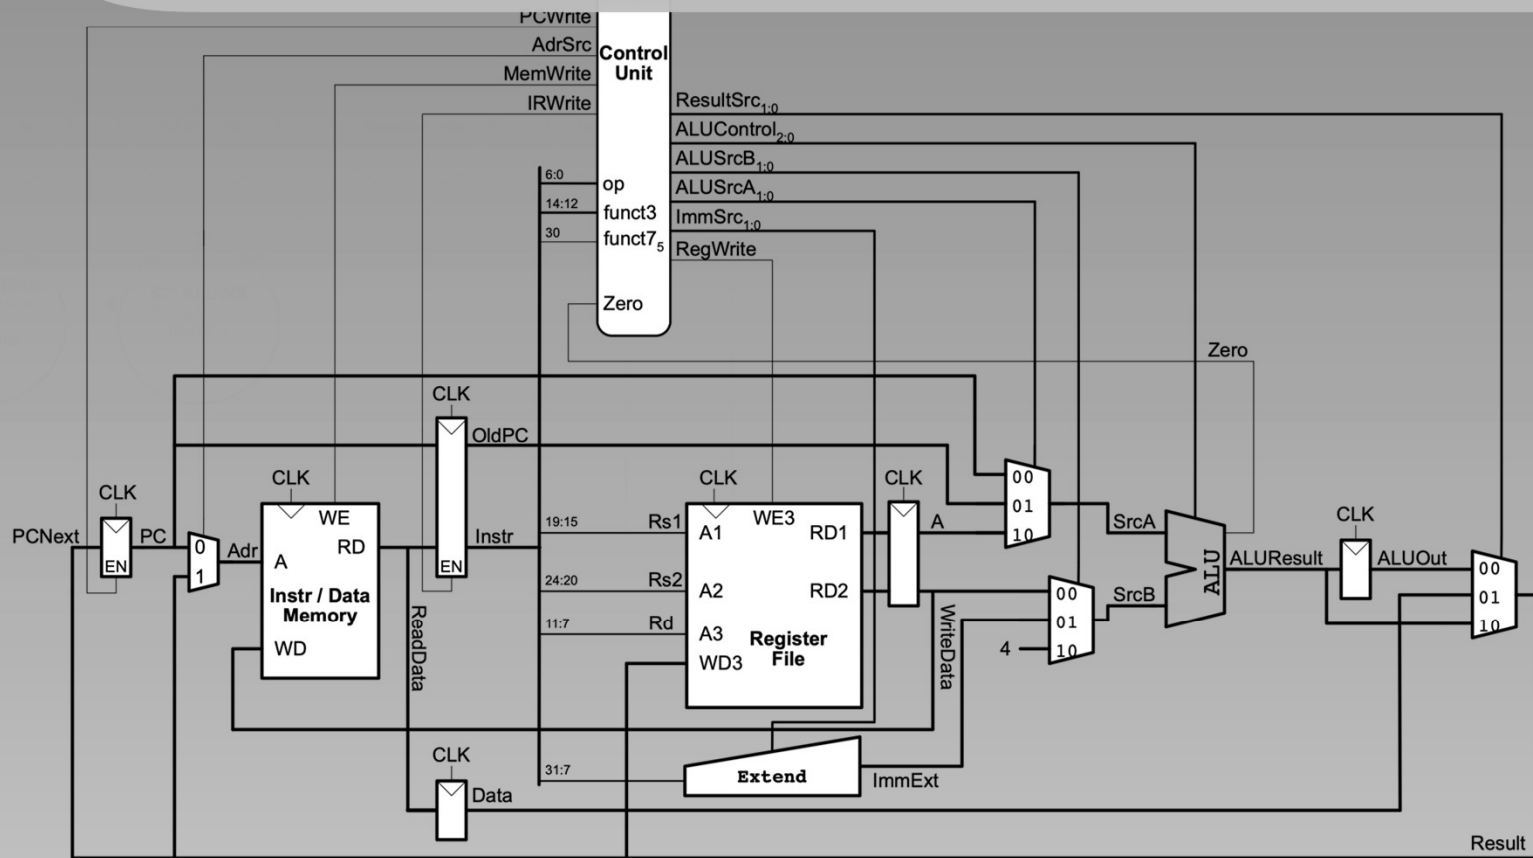 PCWrite
AdrSrc
MemWrite
IRWrite
Control
Unit
ResultSrc1:0
ALUControl2:0
ALUSrcB1:0
ALUSrcA1:0
ImmSrc1:0
RegWrite
6:0
op
14:12
funct3
30
funct75
Zero
Zero
CLK
OldPC
CLK
CLK
CLK
CLK
CLK
PCNext
PC
EN
0
1
Adr
WE
A
RD
Instr / Data
Memory
WD
ReadData
EN
Instr
19:15
Rs1
24:20
Rs2
11:7
Rd
A1
A2
A3
WD3
WE3
RD1
RD2
Register
File
A
WriteData
00
01
10
00
01
10
4
SrcA
SrcB
ALU
ALUResult
ALUOut
00
01
10
CLK
Data
31:7
Extend
ImmExt
Result